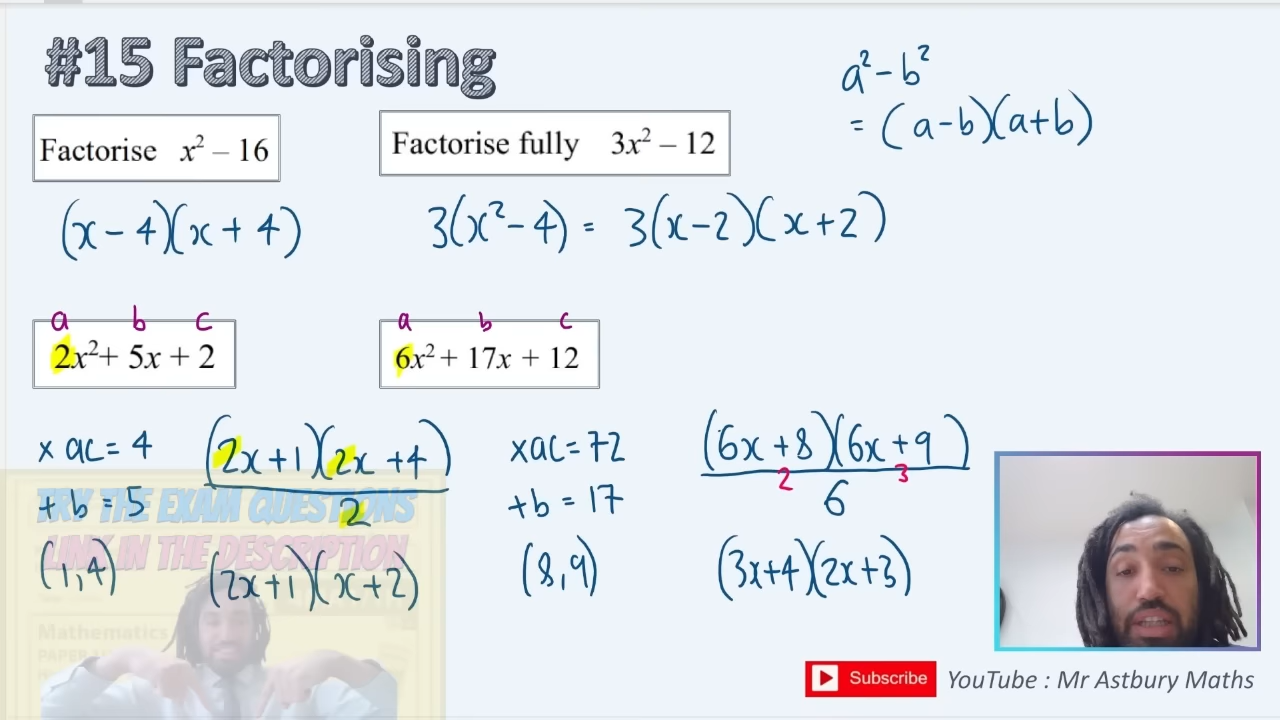 #15 Factorising
a² – b²
= (a–b)(a+b)
Factorise x² – 16
Factorise fully 3x² – 12
(x – 4)(x + 4)
3(x² – 4) = 3(x–2)(x+2)
a b c
2x²+ 5x + 2
a b c
6x² + 17x + 12
× ac = 4
+ b = 5
(1,4)
(2x+1)(2x+4)
2
(2x+1)(x+2)
×ac = 72
+b = 17
(8,9)
(6x+8)(6x+9)
2 3
6
(3x+4)(2x+3)
TRY THE EXAM QUESTIONS
LINK IN THE DESCRIPTION
Mathematics
Subscribe
YouTube : Mr Astbury Maths